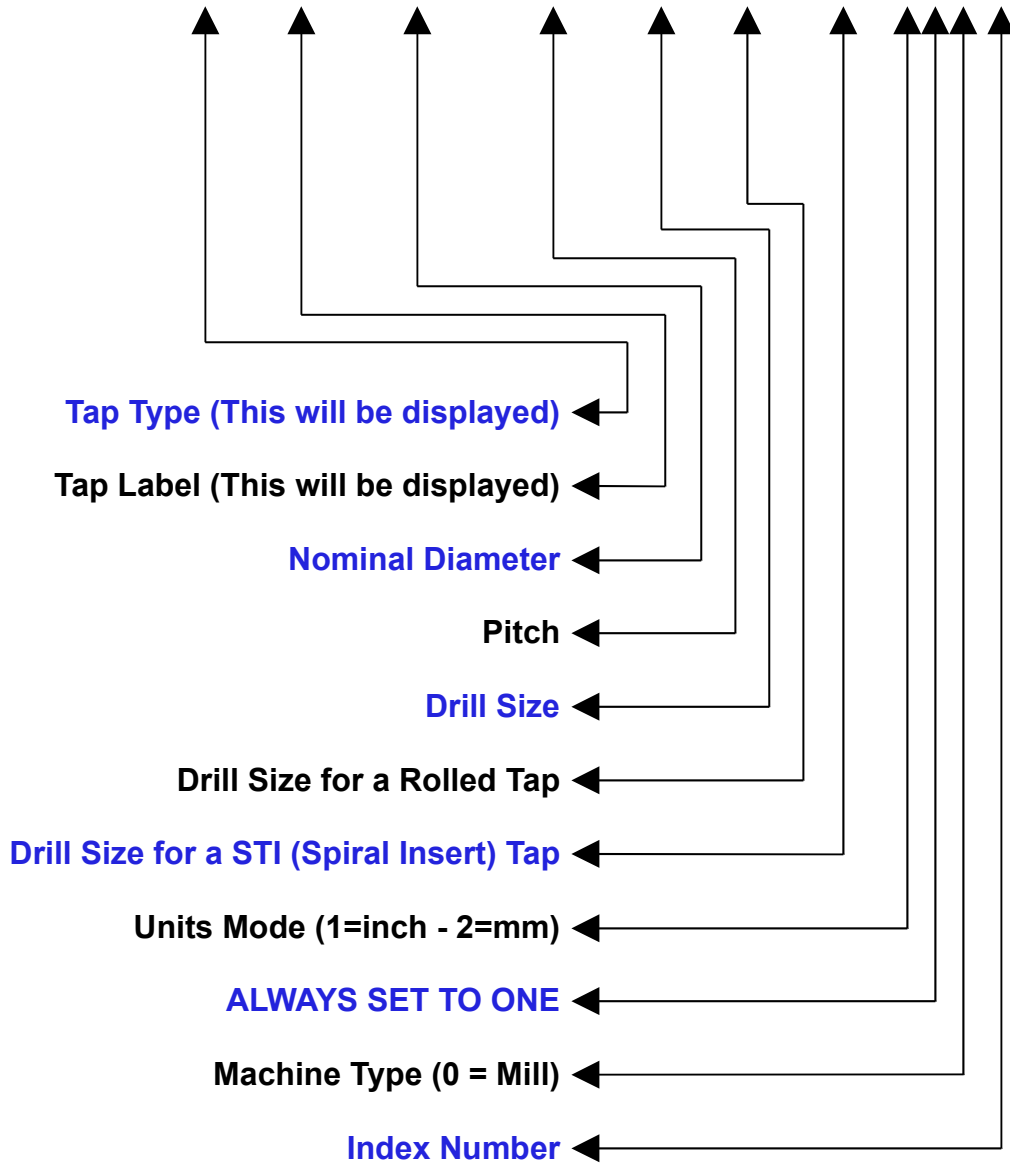 Tap Type (This will be displayed)
Tap Label (This will be displayed)
Nominal Diameter
Pitch
Drill Size
Drill Size for a Rolled Tap
Drill Size for a STI (Spiral Insert) Tap
Units Mode (1=inch - 2=mm)
ALWAYS SET TO ONE
Machine Type (0 = Mill)
Index Number